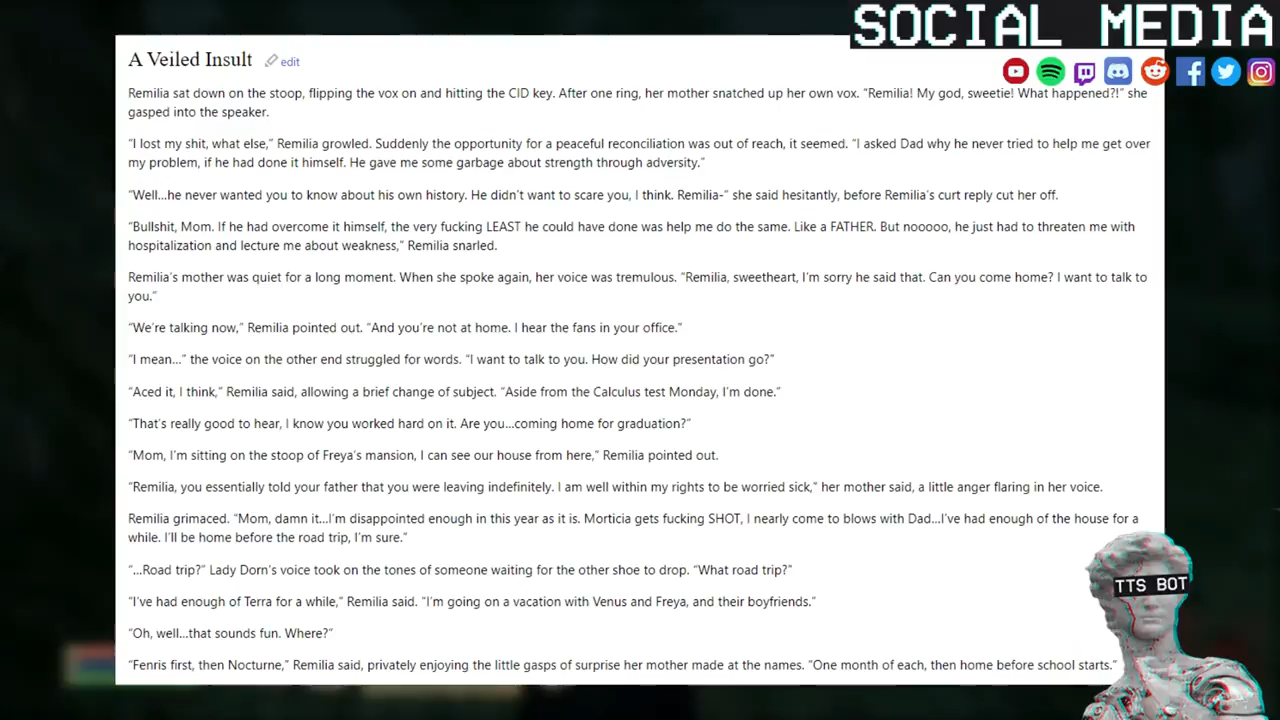 SOCIAL MEDIA
A Veiled Insult edit
Remilia sat down on the stoop, flipping the vox on and hitting the CID key. After one ring, her mother snatched up her own vox. “Remilia! My god, sweetie! What happened?!” she
gasped into the speaker.
“I lost my shit, what else,” Remilia growled. Suddenly the opportunity for a peaceful reconciliation was out of reach, it seemed. “I asked Dad why he never tried to help me get over
my problem, if he had done it himself. He gave me some garbage about strength through adversity.”
“Well…he never wanted you to know about his own history. He didn’t want to scare you, I think. Remilia-” she said hesitantly, before Remilia’s curt reply cut her off.
“Bullshit, Mom. If he had overcome it himself, the very fucking LEAST he could have done was help me do the same. Like a FATHER. But nooooo, he just had to threaten me with
hospitalization and lecture me about weakness,” Remilia snarled.
Remilia’s mother was quiet for a long moment. When she spoke again, her voice was tremulous. “Remilia, sweetheart, I’m sorry he said that. Can you come home? I want to talk to
you.”
“We’re talking now,” Remilia pointed out. “And you’re not at home. I hear the fans in your office.”
“I mean…” the voice on the other end struggled for words. “I want to talk to you. How did your presentation go?”
“Aced it, I think,” Remilia said, allowing a brief change of subject. “Aside from the Calculus test Monday, I’m done.”
“That’s really good to hear, I know you worked hard on it. Are you…coming home for graduation?”
“Mom, I’m sitting on the stoop of Freya’s mansion, I can see our house from here,” Remilia pointed out.
“Remilia, you essentially told your father that you were leaving indefinitely. I am well within my rights to be worried sick,” her mother said, a little anger flaring in her voice.
Remilia grimaced. “Mom, damn it…I’m disappointed enough in this year as it is. Morticia gets fucking SHOT, I nearly come to blows with Dad…I’ve had enough of the house for a
while. I’ll be home before the road trip, I’m sure.”
“…Road trip?” Lady Dorn’s voice took on the tones of someone waiting for the other shoe to drop. “What road trip?”
“I’ve had enough of Terra for a while,” Remilia said. “I’m going on a vacation with Venus and Freya, and their boyfriends.”
“Oh, well…that sounds fun. Where?”
“Fenris first, then Nocturne,” Remilia said, privately enjoying the little gasps of surprise her mother made at the names. “One month of each, then home before school starts.”
TTS BOT